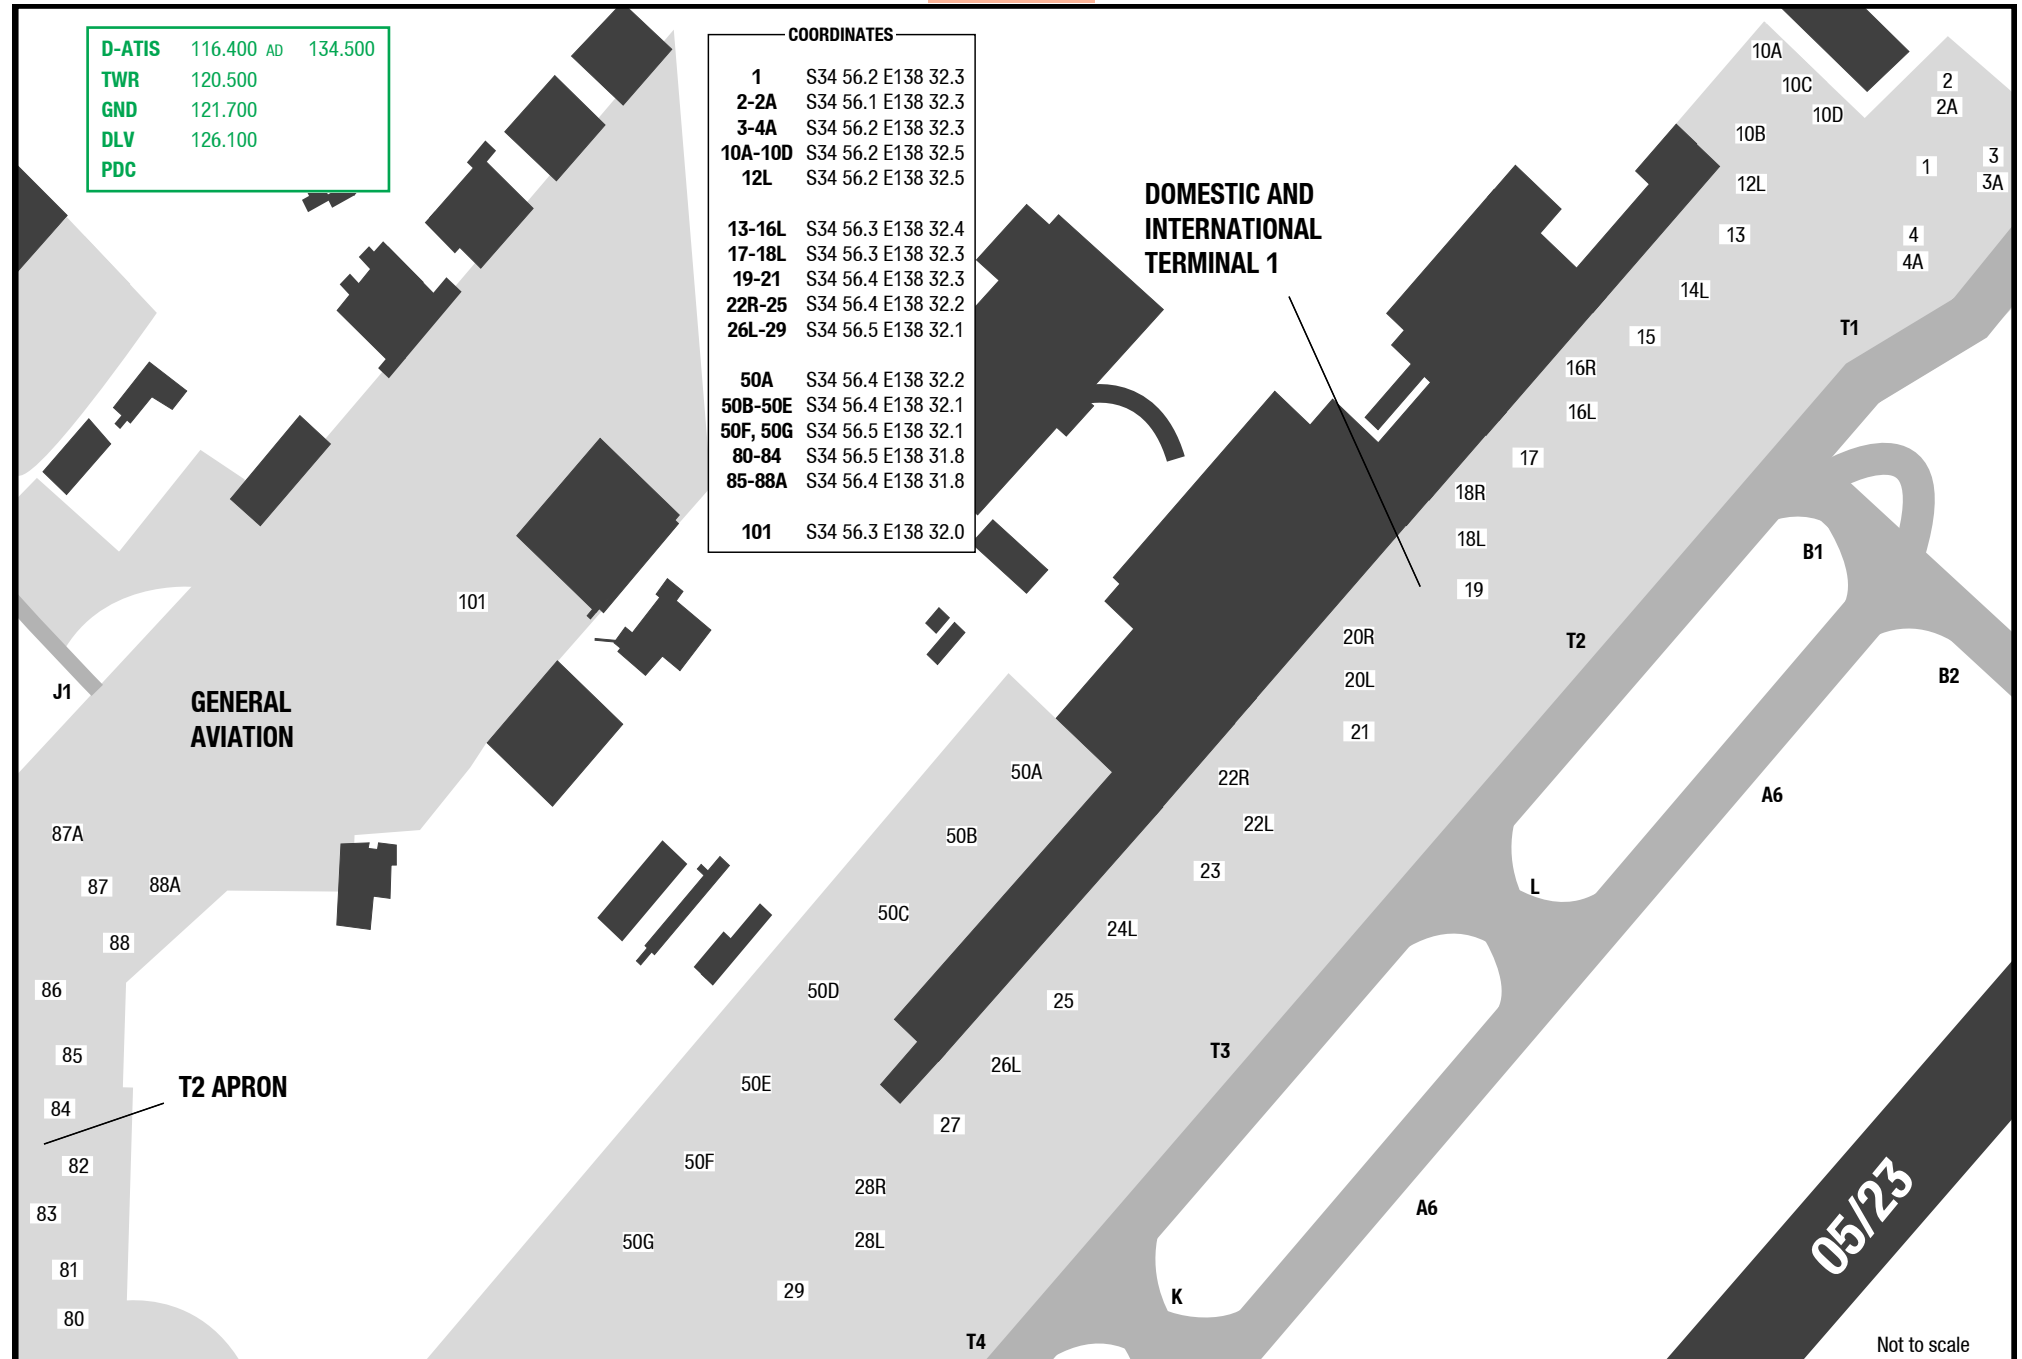 D-ATIS 116.400 AD 134.500
TWR 120.500
GND 121.700
DLV 126.100
PDC
COORDINATES
1 S34 56.2 E138 32.3
2-2A S34 56.1 E138 32.3
3-4A S34 56.2 E138 32.3
10A-10D S34 56.2 E138 32.5
12L S34 56.2 E138 32.5
13-16L S34 56.3 E138 32.4
17-18L S34 56.3 E138 32.3
19-21 S34 56.4 E138 32.3
22R-25 S34 56.4 E138 32.2
26L-29 S34 56.5 E138 32.1
50A S34 56.4 E138 32.2
50B-50E S34 56.4 E138 32.1
50F, 50G S34 56.5 E138 32.1
80-84 S34 56.5 E138 31.8
85-88A S34 56.4 E138 31.8
101 S34 56.3 E138 32.0
DOMESTIC AND
INTERNATIONAL
TERMINAL 1
10A
10C
10D
10B
2
2A
1
3
3A
12L
13
4
4A
14L
T1
15
16R
16L
17
18R
18L
19
B1
B2
T2
20R
20L
21
22R
22L
23
24L
25
26L
27
28R
28L
29
A6
L
T3
A6
K
T4
05/23
101
J1
GENERAL
AVIATION
50A
50B
50C
50D
50E
50F
50G
87A
87
88A
88
86
85
T2 APRON
84
82
83
81
80
Not to scale